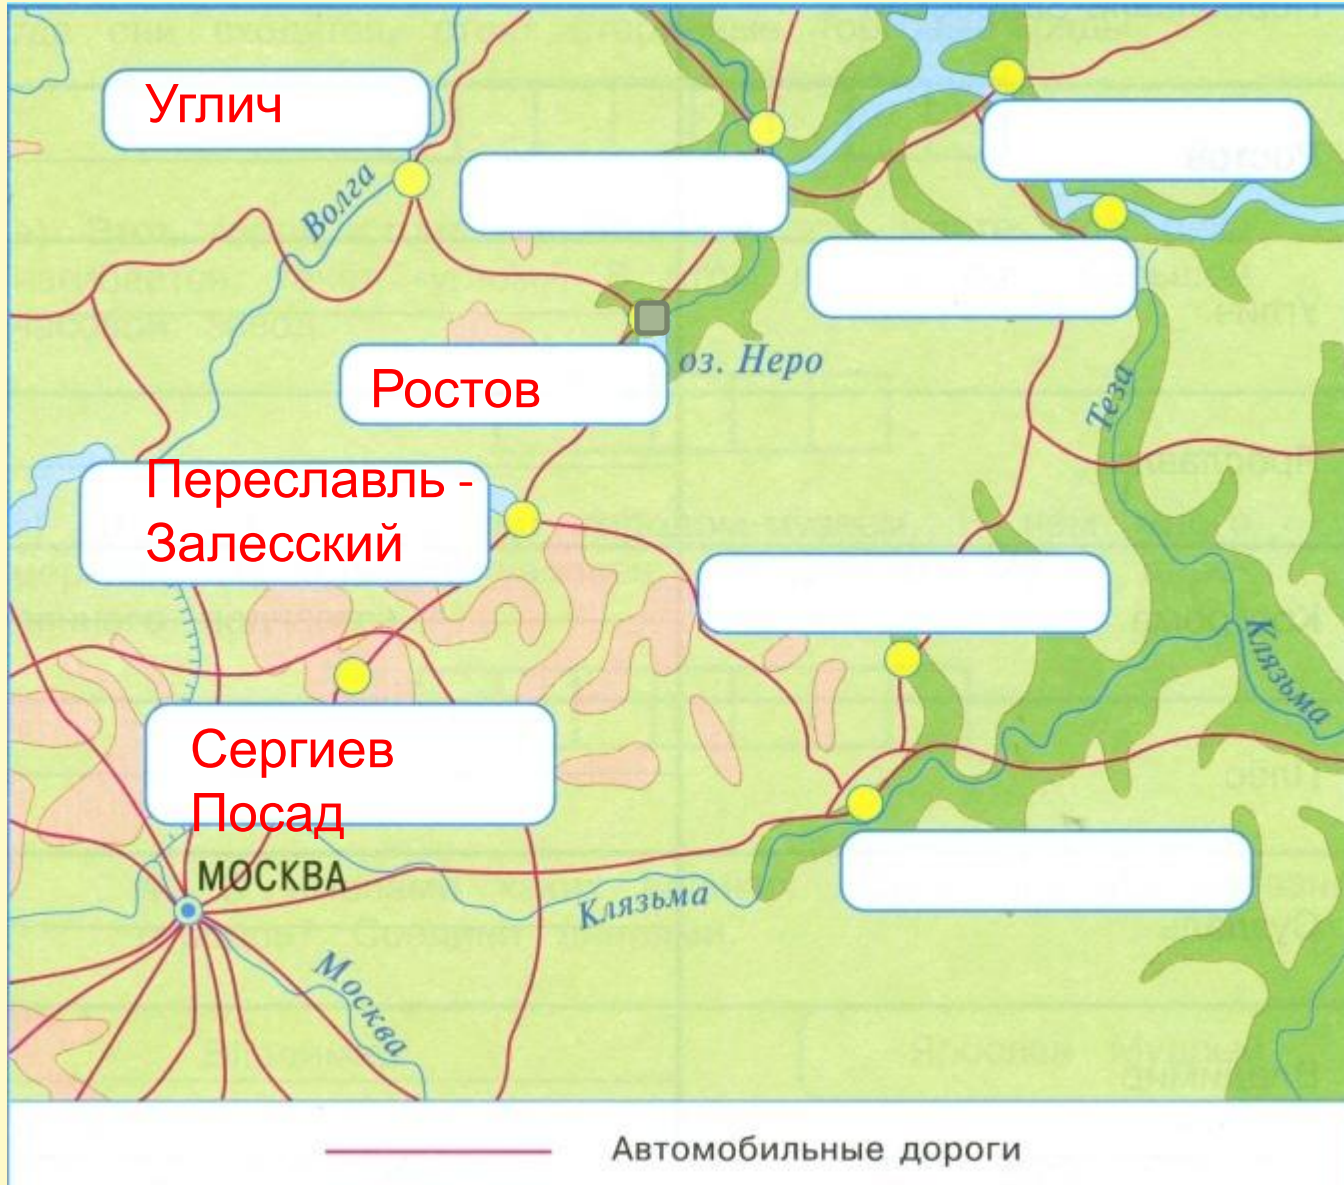 Углич
Волга
оз. Неро
Ростов
Теза
Переславль -
Залесский
Клязьма
Сергиев
Посад
МОСКВА
Клязьма
Москва
Автомобильные дороги